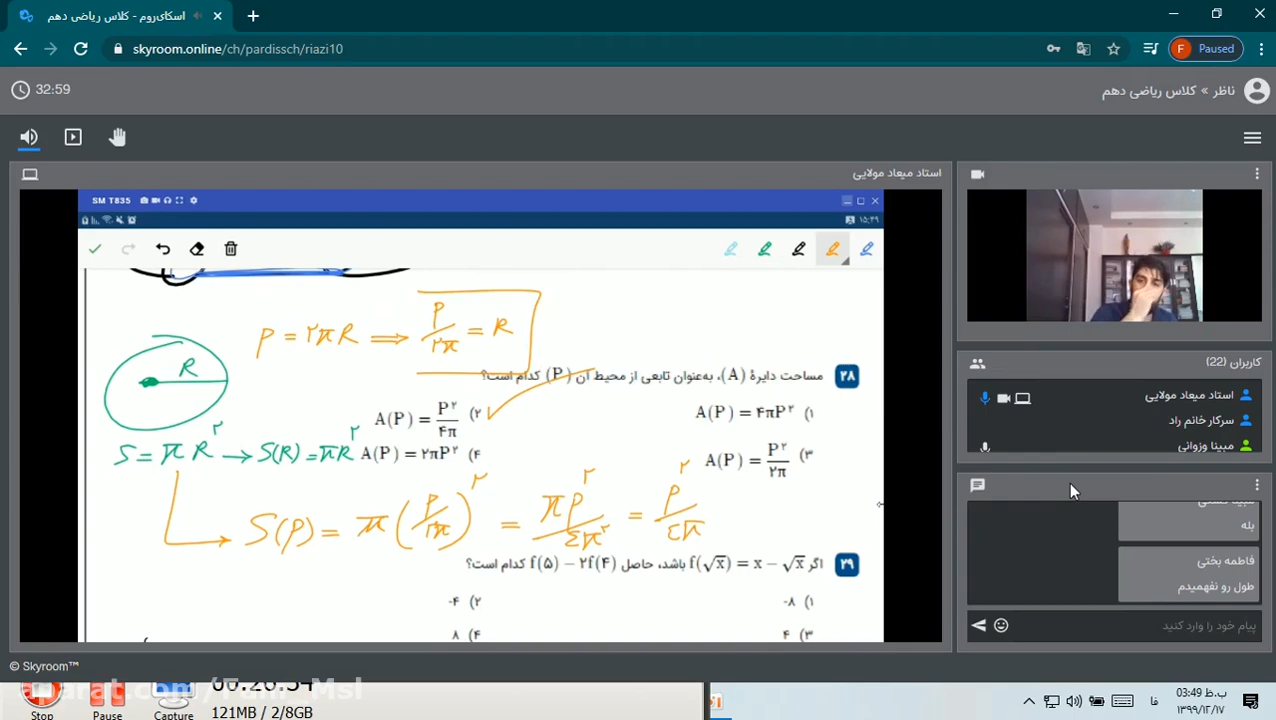 اسکای‌روم - کلاس ریاضی دهم
skyroom.online/ch/pardissch/riazi10
F Paused
32:59
ناظر » کلاس ریاضی دهم
استاد میعاد مولایی
SM T835
۱۵:۴۹
P = ۲πR ⟹ P/۲π = R
R
۲۸ مساحت دایرهٔ (A)، به‌عنوان تابعی از محیط آن (P) کدام است؟
۱) A(P) = ۴πP^۲
۲) A(P) = P^۲/۴π
۳) A(P) = P^۲/۲π
۴) A(P) = ۲πP^۲
S = πR^۲ → S(R) = πR^۲
S(P) = π(P/۲π)^۲ = πP^۲/٤π^۲ = P^۲/٤π
۲۹ اگر f(√x) = x − √x باشد، حاصل f(۵) − ۲f(۴) کدام است؟
۱) -۸
۲) -۴
۳) ۴
۴) ۸
کاربران (22)
استاد میعاد مولایی
سرکار خانم راد
مبینا وزوانی
بله
فاطمه بختی
طول رو نفهمیدم
پیام خود را وارد کنید
© Skyroom™
Stop
Pause
Capture
121MB / 2/8GB
فا
03:49 ب.ظ
۱۳۹۹/۱۲/۱۷